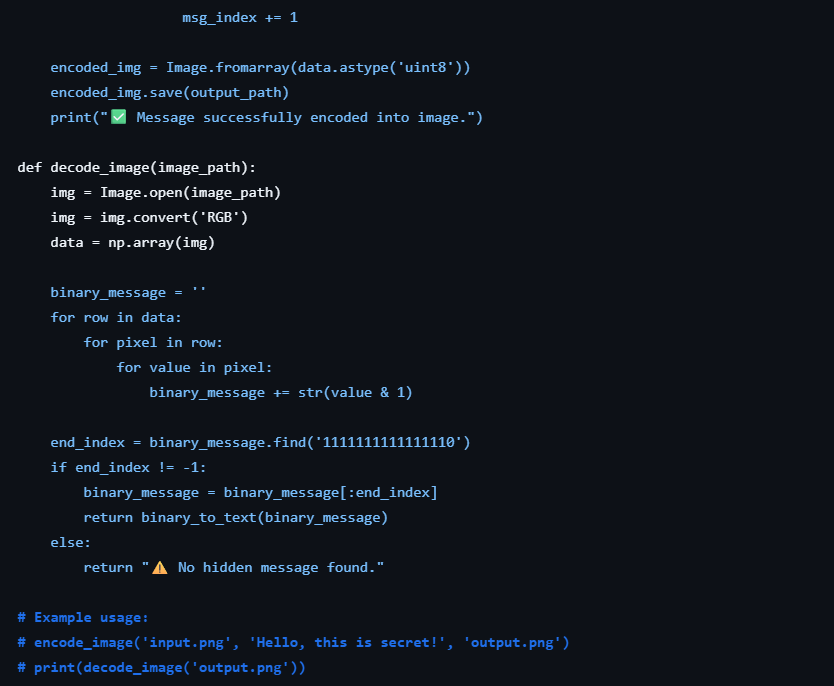 msg_index += 1
encoded_img = Image.fromarray(data.astype('uint8'))
encoded_img.save(output_path)
print("✅ Message successfully encoded into image.")
def decode_image(image_path):
img = Image.open(image_path)
img = img.convert('RGB')
data = np.array(img)
binary_message = ''
for row in data:
for pixel in row:
for value in pixel:
binary_message += str(value & 1)
end_index = binary_message.find('1111111111111110')
if end_index != -1:
binary_message = binary_message[:end_index]
return binary_to_text(binary_message)
else:
return "⚠️ No hidden message found."
# Example usage:
# encode_image('input.png', 'Hello, this is secret!', 'output.png')
# print(decode_image('output.png'))